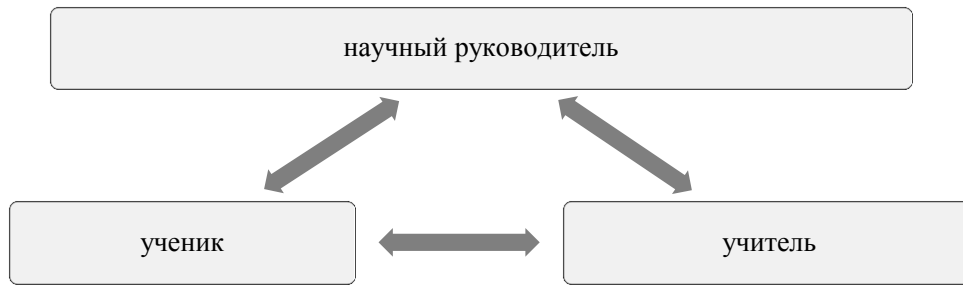 научный руководитель
ученик
учитель